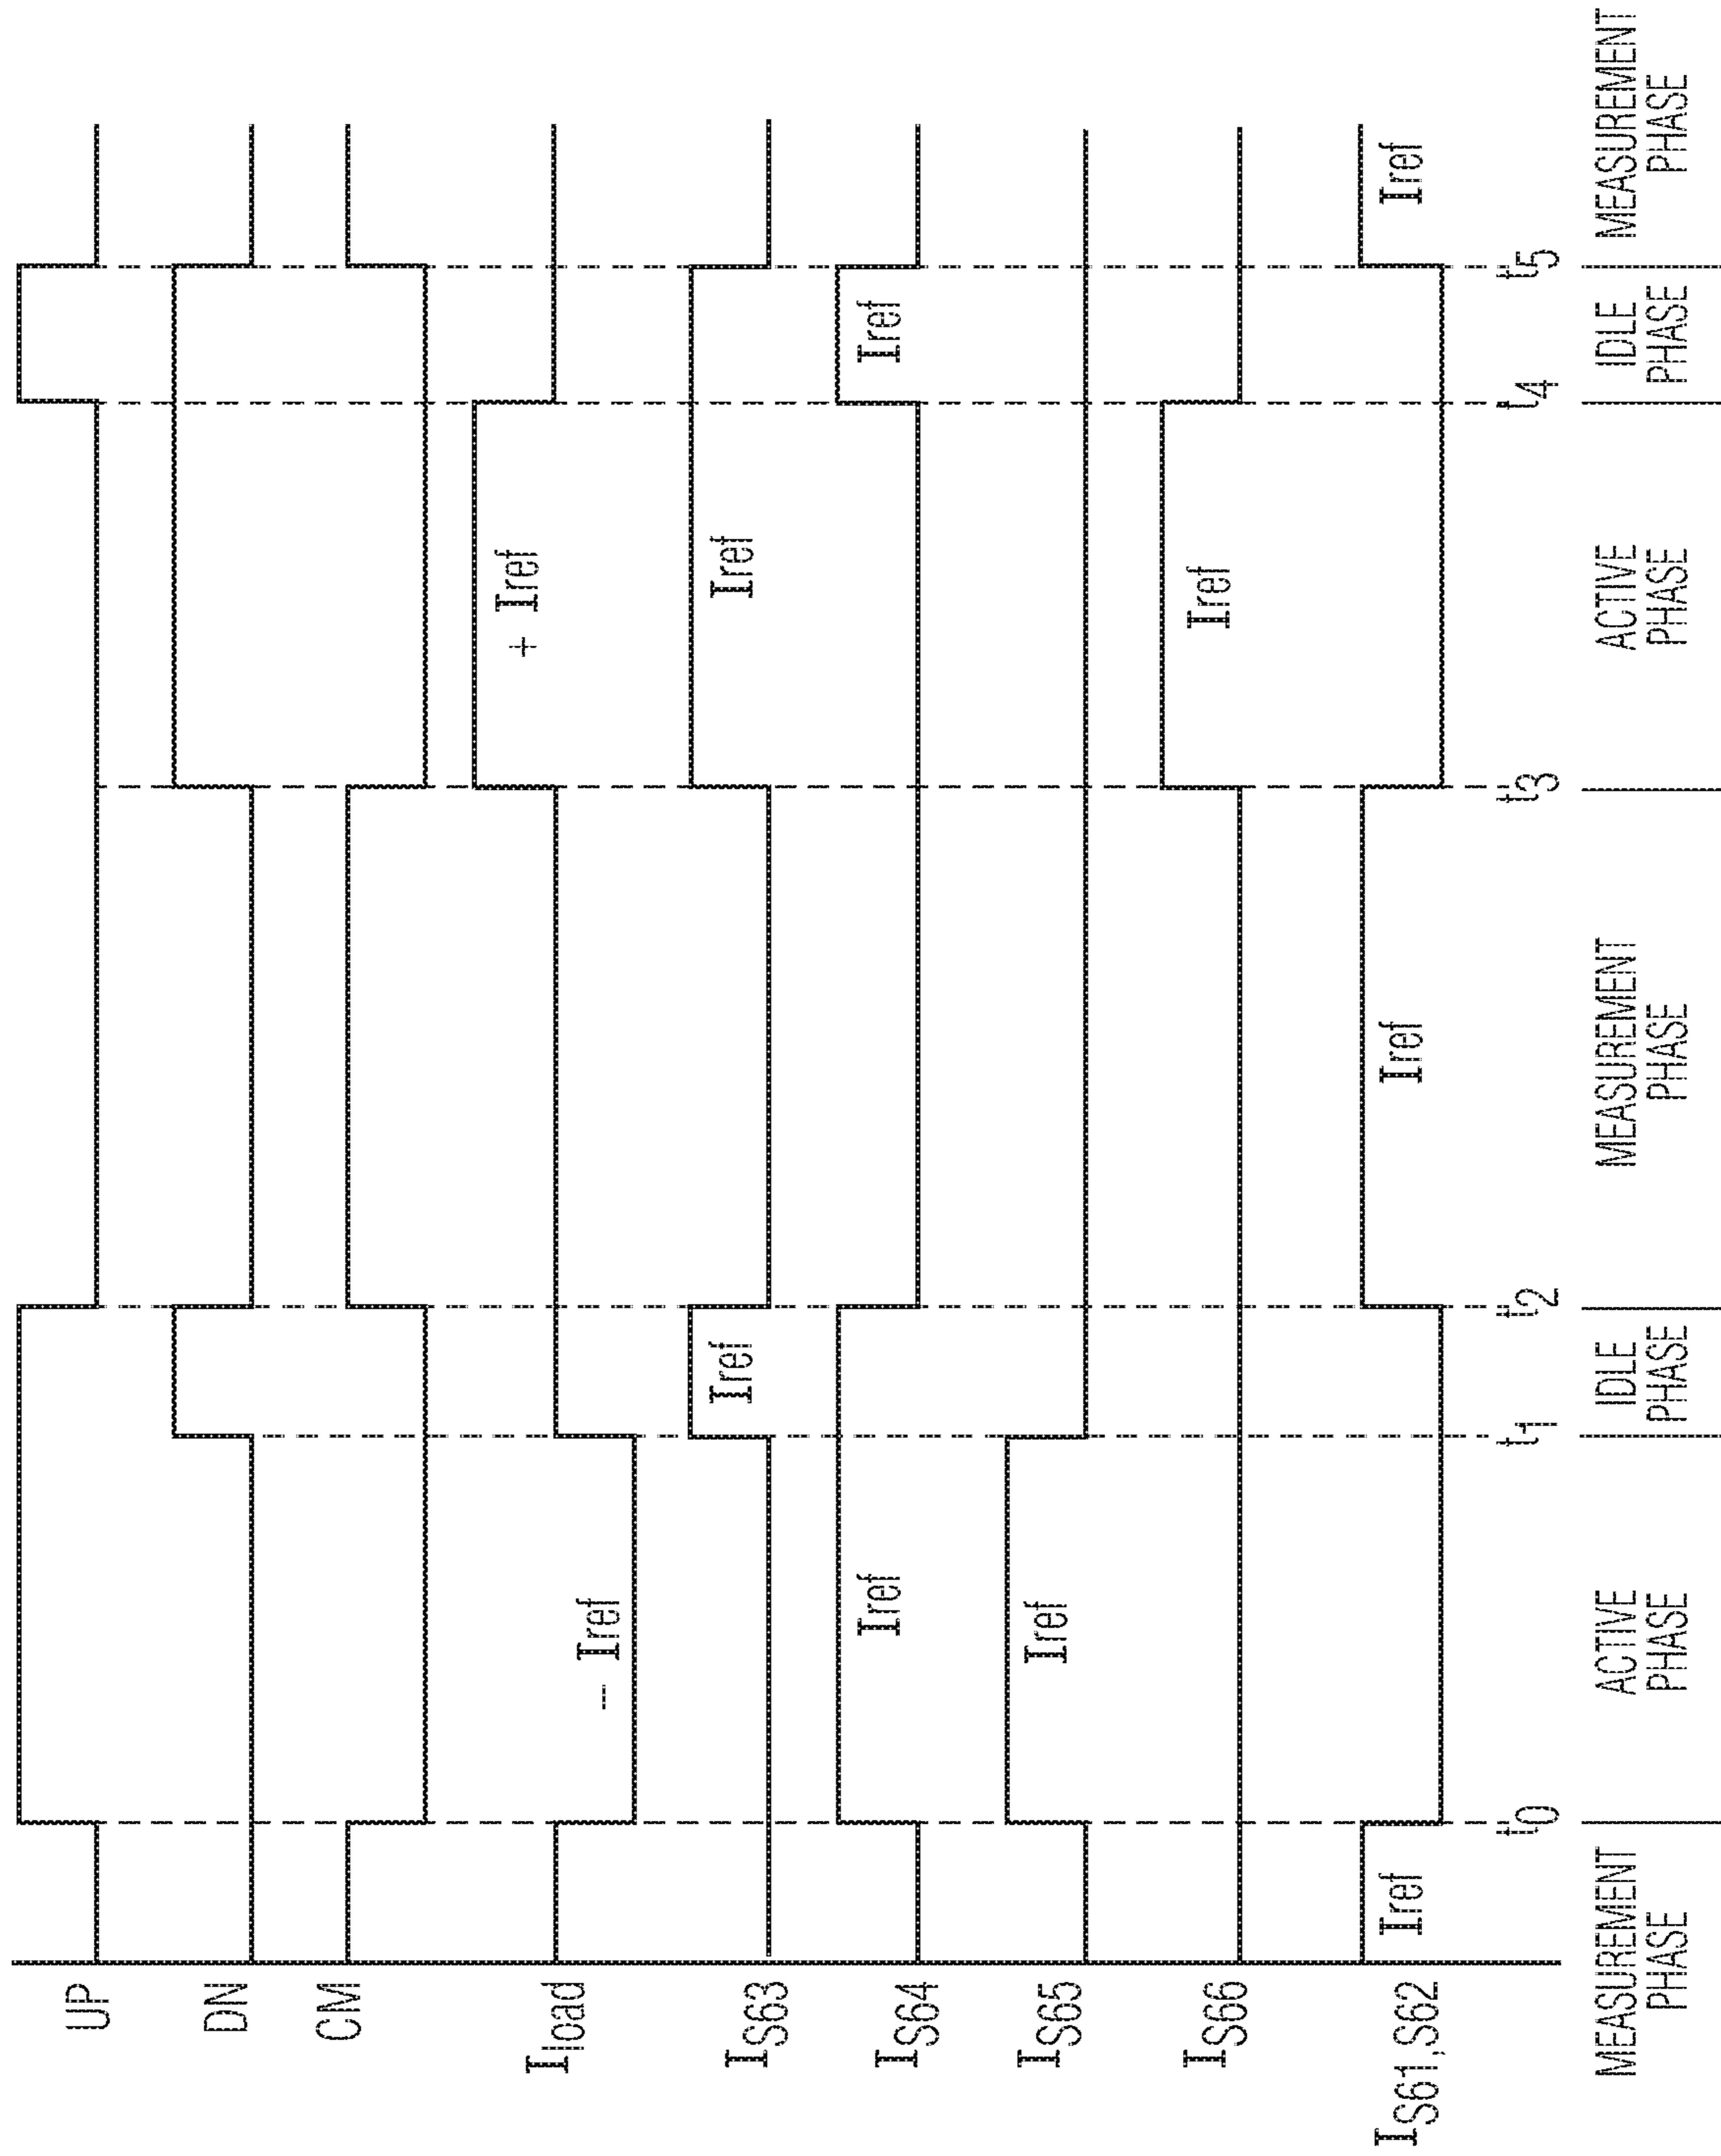 UP
DN
CM
Iload
− Iref
+ Iref
IS63
Iref
Iref
IS64
Iref
Iref
IS65
Iref
IS66
Iref
IS61,S62
Iref
Iref
Iref
t0
t1
t2
t3
t4
t5
MEASUREMENT
PHASE
ACTIVE
PHASE
IDLE
PHASE
MEASUREMENT
PHASE
ACTIVE
PHASE
IDLE
PHASE
MEASUREMENT
PHASE